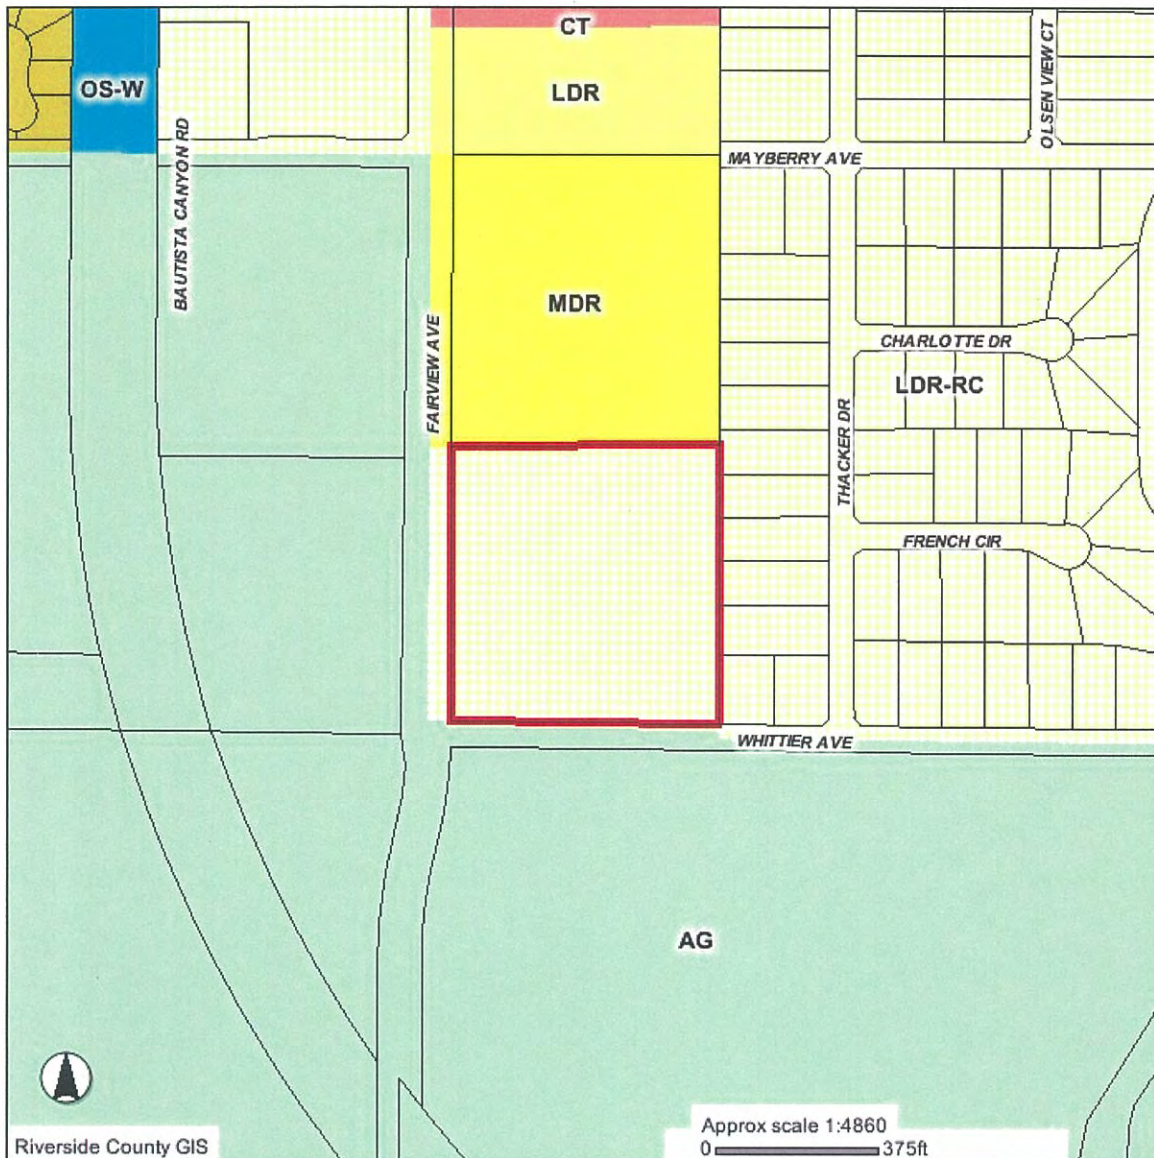 CT
OS-W
LDR
OLSEN VIEW CT
BAUTISTA CANYON RD
MAYBERRY AVE
MDR
FAIRVIEW AVE
CHARLOTTE DR
LDR-RC
THACKER DR
FRENCH CIR
WHITTIER AVE
AG
Approx scale 1:4860
0 375ft
Riverside County GIS